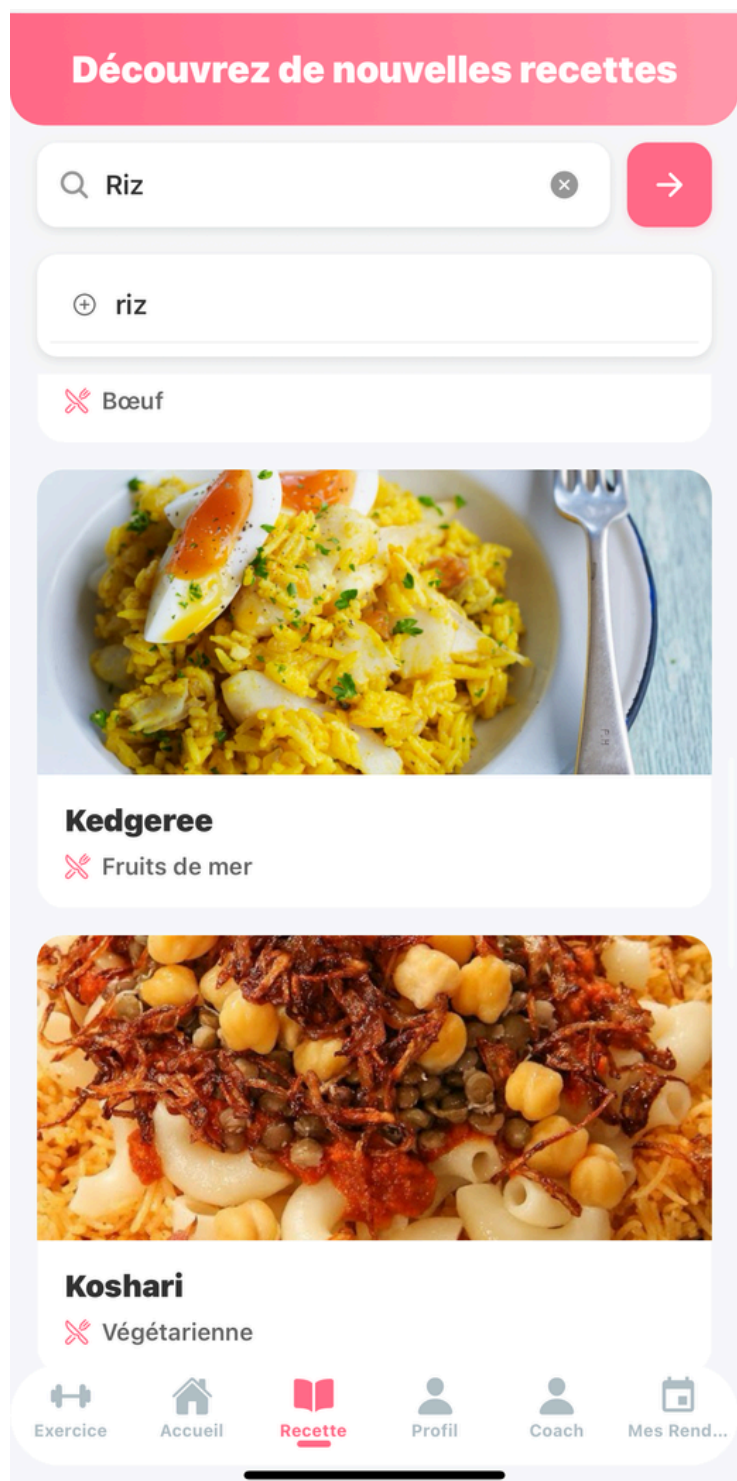 Découvrez de nouvelles recettes
Riz
riz
Bœuf
Kedgeree
Fruits de mer
Koshari
Végétarienne
Exercice
Accueil
Recette
Profil
Coach
Mes Rend...